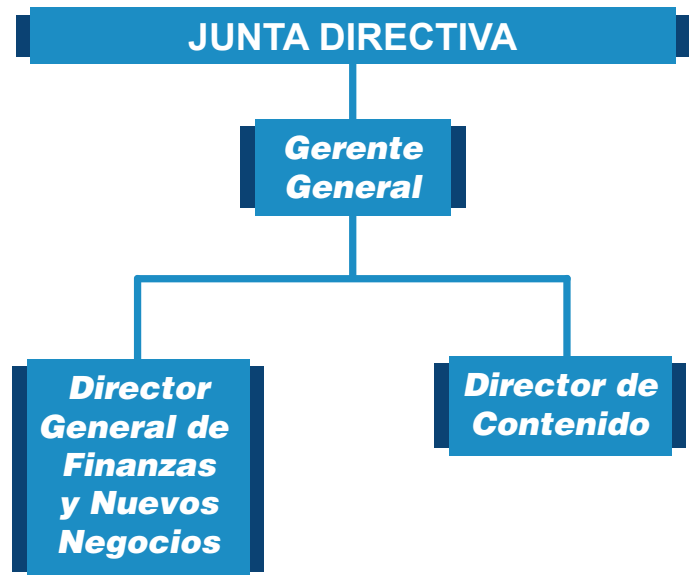 JUNTA DIRECTIVA
Gerente
General
Director
General de
Finanzas
y Nuevos
Negocios
Director de
Contenido